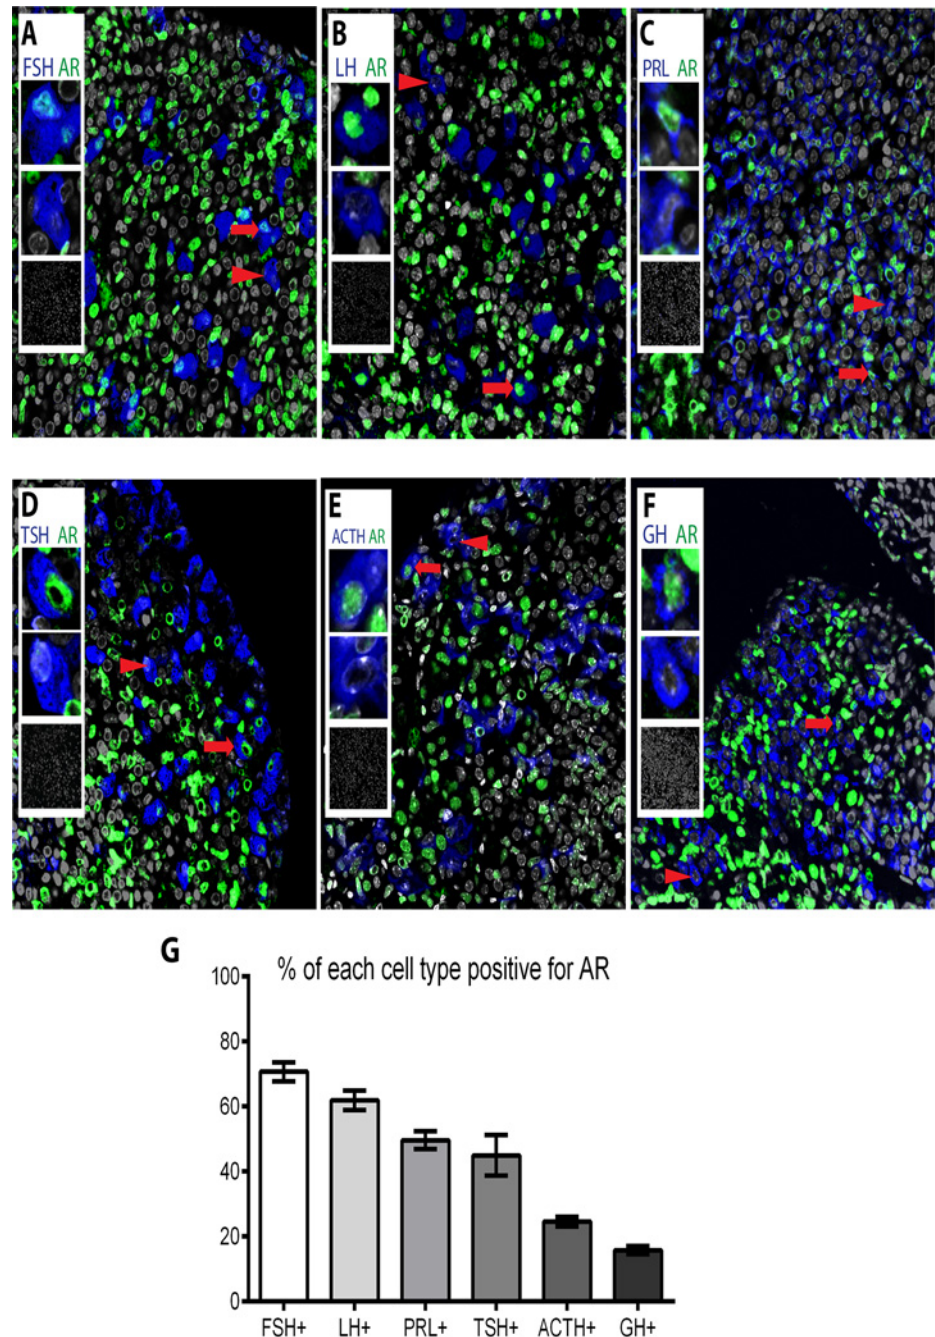 A
FSH AR
B
LH AR
C
PRL AR
D
TSH AR
E
ACTH AR
F
GH AR
G
% of each cell type positive for AR
100
80
60
40
20
0
FSH+ LH+ PRL+ TSH+ ACTH+ GH+